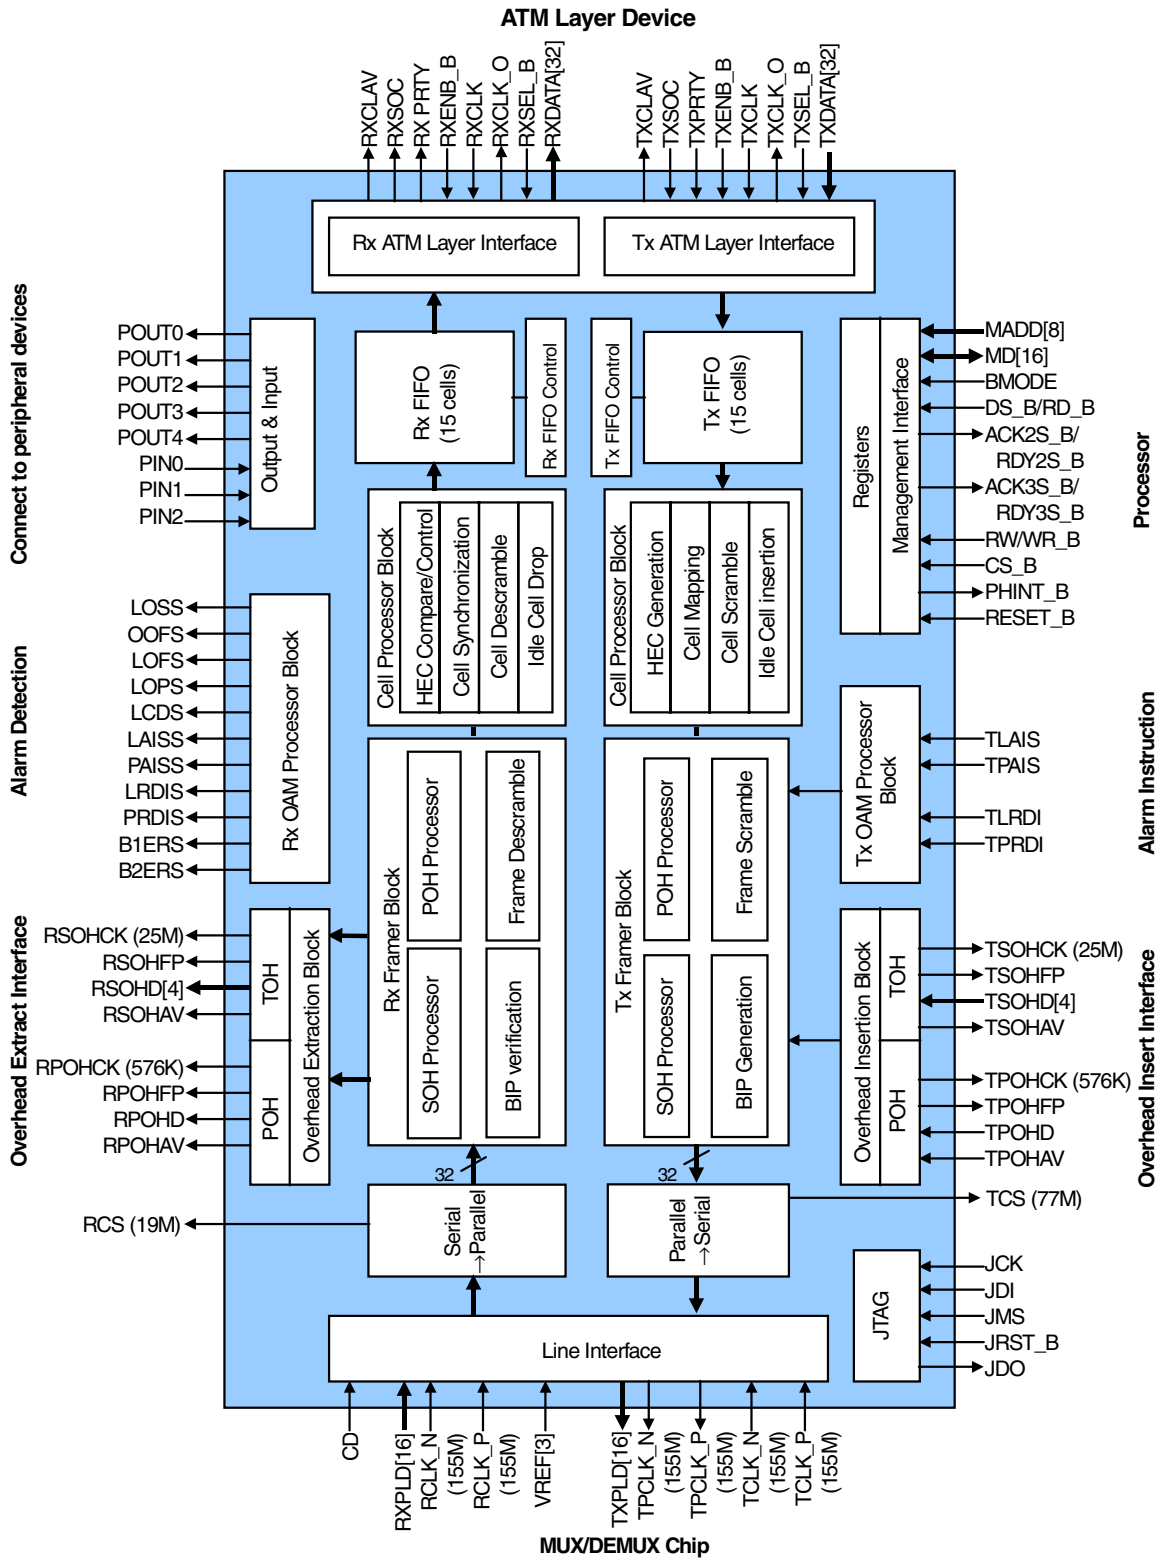 ATM Layer Device
RXCLAV
RXSOC
RX PRTY
RXENB_B
RXCLK
RXCLK_O
RXSEL_B
RXDATA[32]
TXCLAV
TXSOC
TXPRTY
TXENB_B
TXCLK
TXCLK_O
TXSEL_B
TXDATA[32]
Rx ATM Layer Interface
Tx ATM Layer Interface
Connect to peripheral devices
POUT0
POUT1
POUT2
POUT3
POUT4
PIN0
PIN1
PIN2
Output & Input
Rx FIFO
(15 cells)
Rx FIFO Control
Tx FIFO Control
Tx FIFO
(15 cells)
Registers
Management Interface
MADD[8]
MD[16]
BMODE
DS_B/RD_B
ACK2S_B/
RDY2S_B
ACK3S_B/
RDY3S_B
RW/WR_B
CS_B
PHINT_B
RESET_B
Processor
Cell Processor Block
HEC Compare/Control
Cell Synchronization
Cell Descramble
Idle Cell Drop
Cell Processor Block
HEC Generation
Cell Mapping
Cell Scramble
Idle Cell insertion
Alarm Detection
LOSS
OOFS
LOFS
LOPS
LCDS
LAISS
PAISS
LRDIS
PRDIS
B1ERS
B2ERS
Rx OAM Processor Block
Rx Framer Block
POH Processor
Frame Descramble
SOH Processor
BIP verification
Tx Framer Block
POH Processor
Frame Scramble
SOH Processor
BIP Generation
Tx OAM Processor
Block
TLAIS
TPAIS
TLRDI
TPRDI
Alarm Instruction
Overhead Extract Interface
RSOHCK (25M)
RSOHFP
RSOHD[4]
RSOHAV
RPOHCK (576K)
RPOHFP
RPOHD
RPOHAV
TOH
POH
Overhead Extraction Block
Overhead Insertion Block
TOH
POH
TSOHCK (25M)
TSOHFP
TSOHD[4]
TSOHAV
TPOHCK (576K)
TPOHFP
TPOHD
TPOHAV
Overhead Insert Interface
32
32
RCS (19M)
Serial
→Parallel
Parallel
→Serial
TCS (77M)
JTAG
JCK
JDI
JMS
JRST_B
JDO
Line Interface
CD
RXPLD[16]
RCLK_N
(155M)
RCLK_P
(155M)
VREF[3]
TXPLD[16]
TPCLK_N
(155M)
TPCLK_P
(155M)
TCLK_N
(155M)
TCLK_P
(155M)
MUX/DEMUX Chip